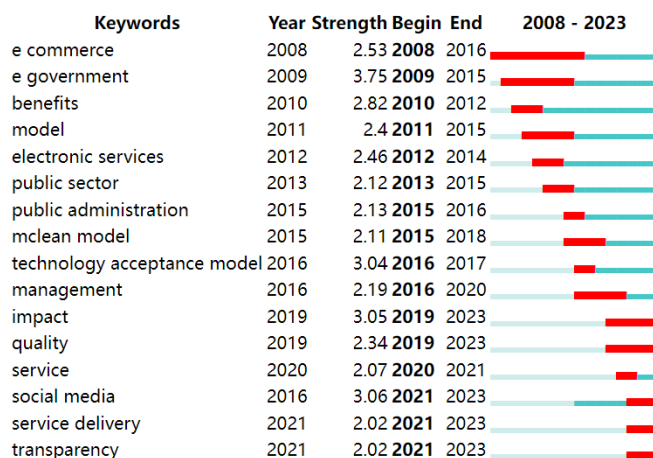 Keywords Year Strength Begin End 2008 - 2023
e commerce 2008 2.53 2008 2016
e government 2009 3.75 2009 2015
benefits 2010 2.82 2010 2012
model 2011 2.4 2011 2015
electronic services 2012 2.46 2012 2014
public sector 2013 2.12 2013 2015
public administration 2015 2.13 2015 2016
mclean model 2015 2.11 2015 2018
technology acceptance model 2016 3.04 2016 2017
management 2016 2.19 2016 2020
impact 2019 3.05 2019 2023
quality 2019 2.34 2019 2023
service 2020 2.07 2020 2021
social media 2016 3.06 2021 2023
service delivery 2021 2.02 2021 2023
transparency 2021 2.02 2021 2023